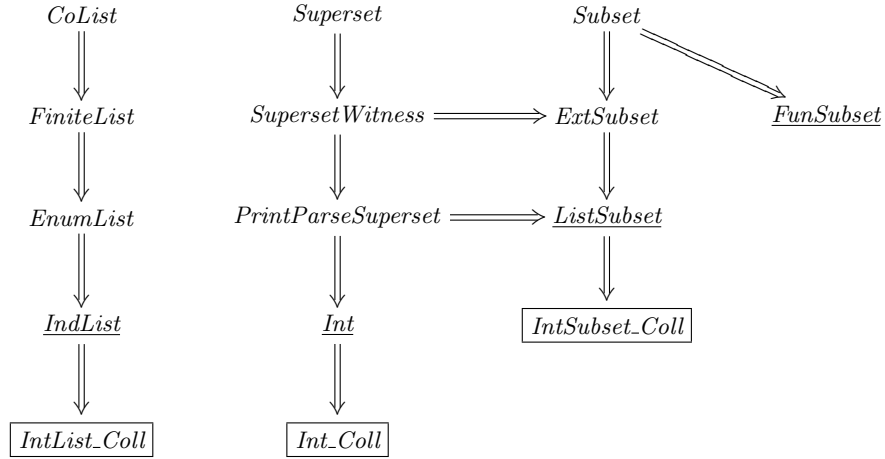 CoList
Superset
Subset
FiniteList
SupersetWitness
ExtSubset
FunSubset
EnumList
PrintParseSuperset
ListSubset
IndList
Int
IntSubset_Coll
IntList_Coll
Int_Coll